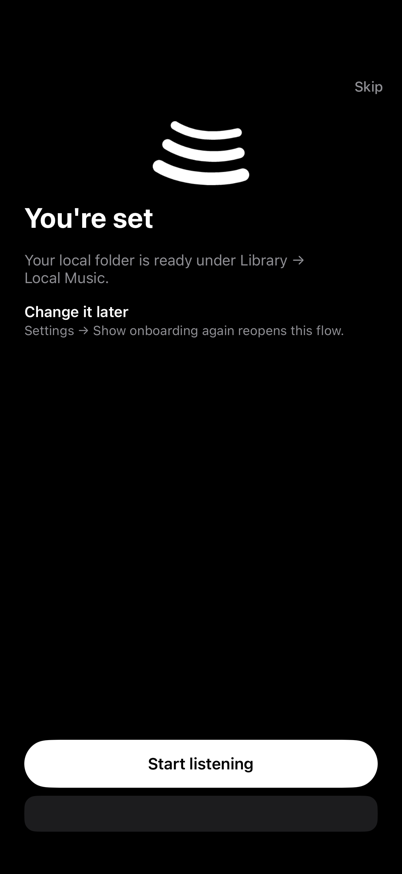 Skip
You're set
Your local folder is ready under Library →
Local Music.
Change it later
Settings → Show onboarding again reopens this flow.
Start listening